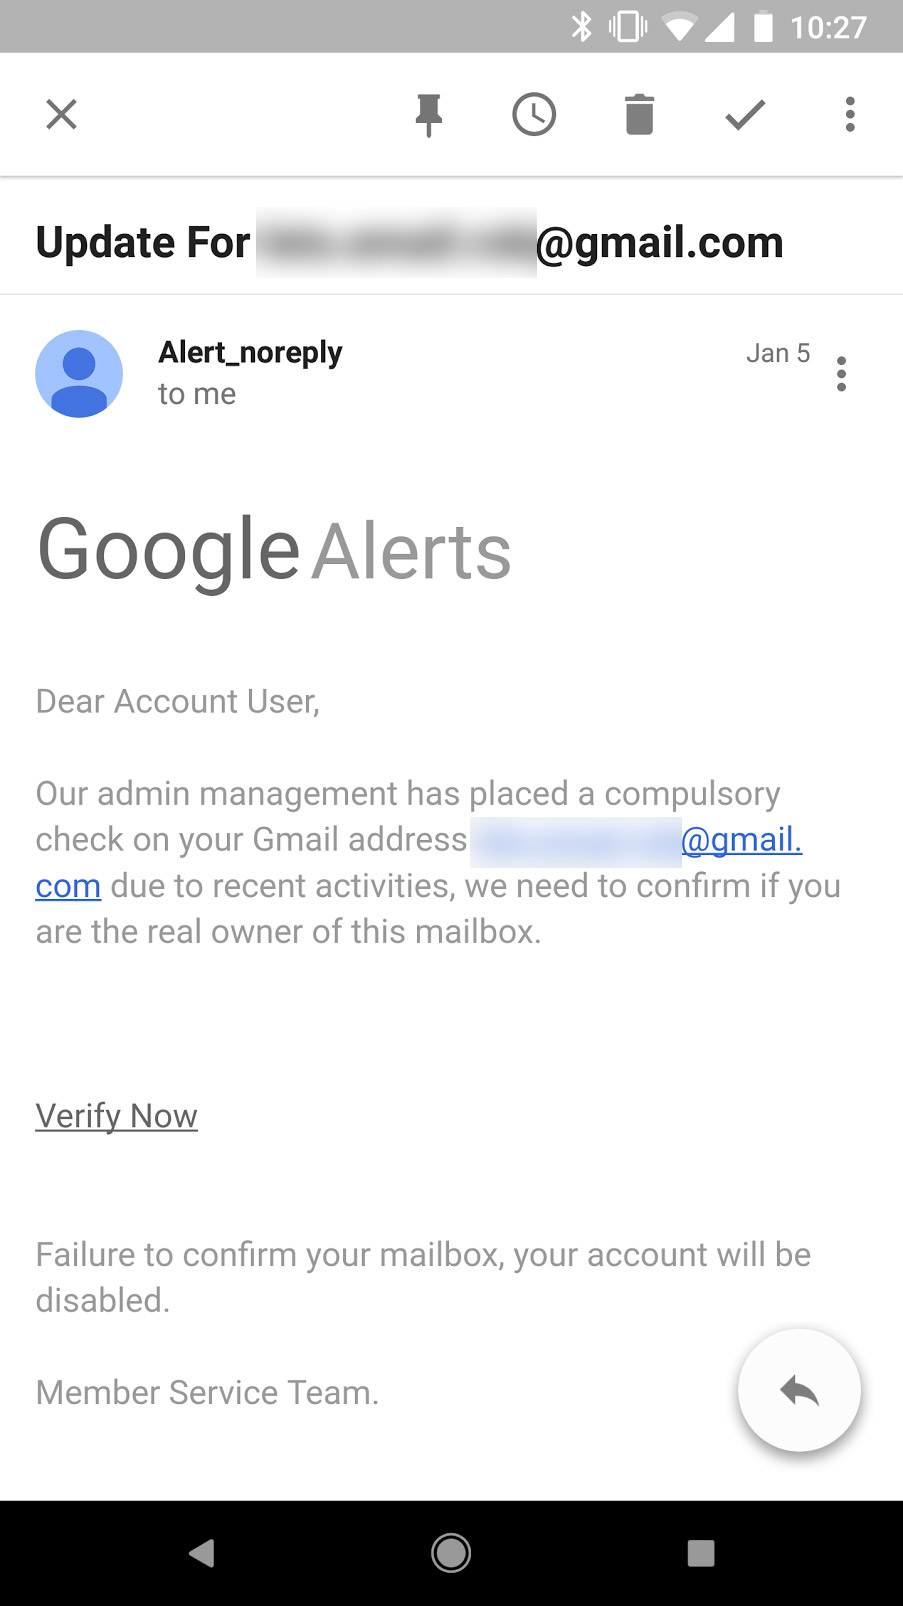 10:27
Update For @gmail.com
Alert_noreply
Jan 5
to me
Google Alerts
Dear Account User,
Our admin management has placed a compulsory
check on your Gmail address @gmail.
com due to recent activities, we need to confirm if you
are the real owner of this mailbox.
Verify Now
Failure to confirm your mailbox, your account will be
disabled.
Member Service Team.